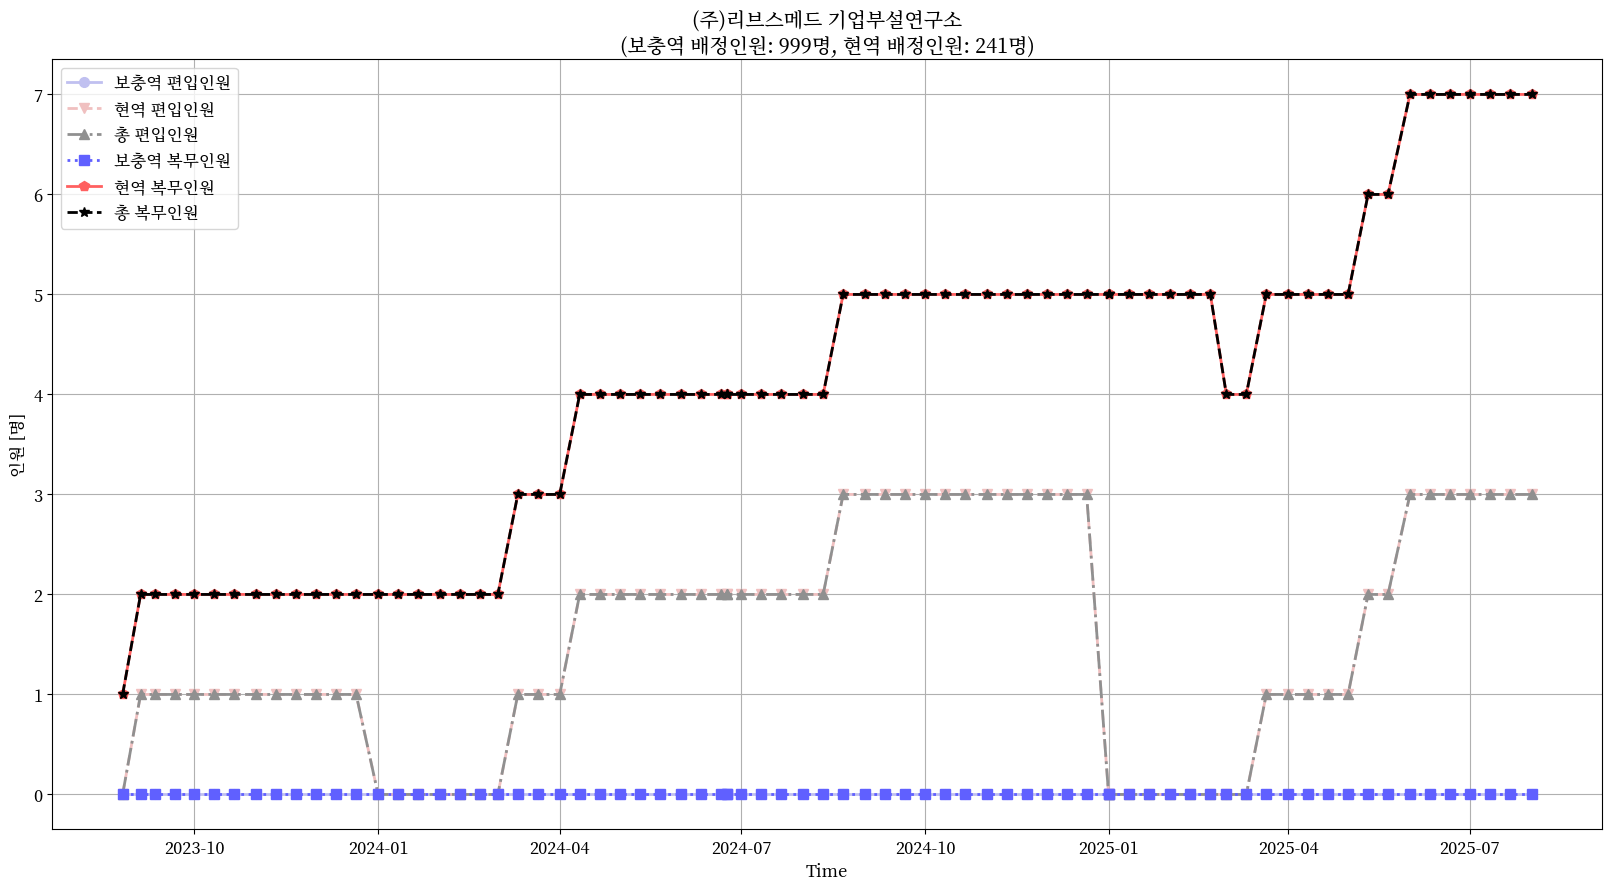 (주)리브스메드 기업부설연구소
(보충역 배정인원: 999명, 현역 배정인원: 241명)
보충역 편입인원
현역 편입인원
총 편입인원
보충역 복무인원
현역 복무인원
총 복무인원
7
6
5
4
3
2
1
0
인원 [명]
2023-10
2024-01
2024-04
2024-07
2024-10
2025-01
2025-04
2025-07
Time